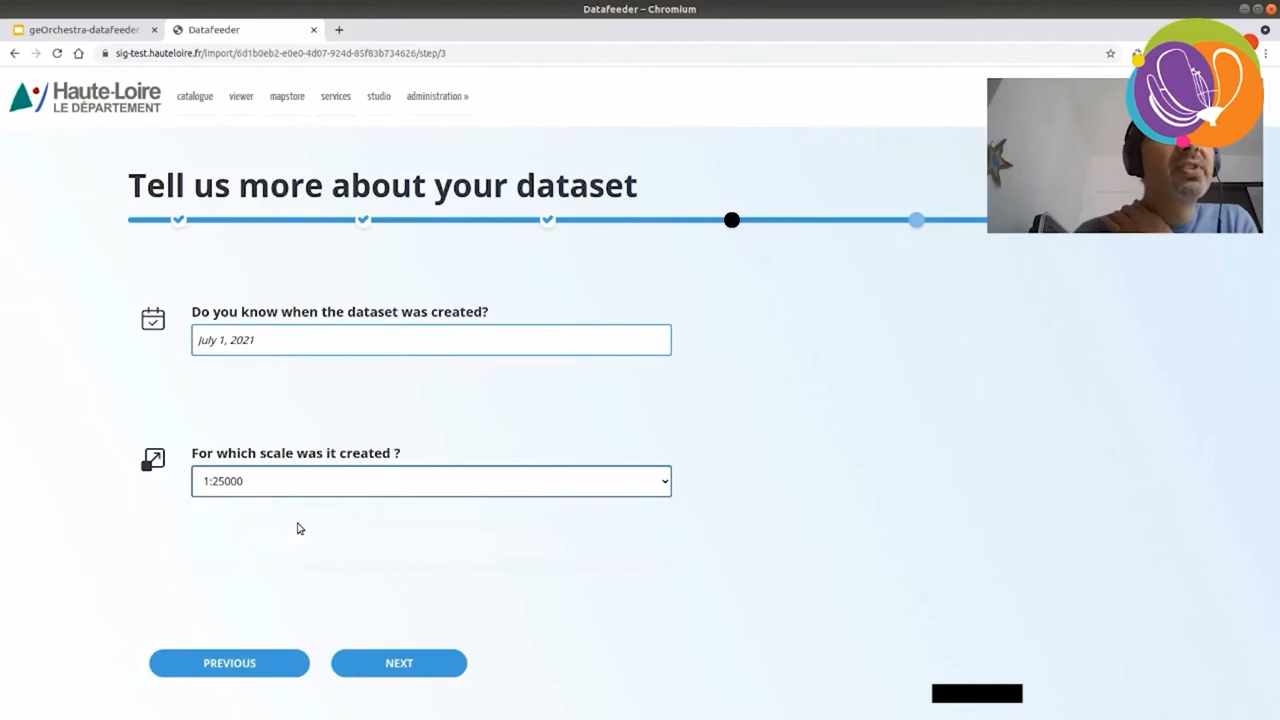 Datafeeder – Chromium
geOrchestra-datafeeder
Datafeeder
sig-test.hauteloire.fr/import/6d1b0eb2-e0e0-4d07-924d-85f83b734626/step/3
Haute-Loire
LE DÉPARTEMENT
catalogue viewer mapstore services studio administration »
Tell us more about your dataset
Do you know when the dataset was created?
July 1, 2021
For which scale was it created ?
1:25000
PREVIOUS NEXT